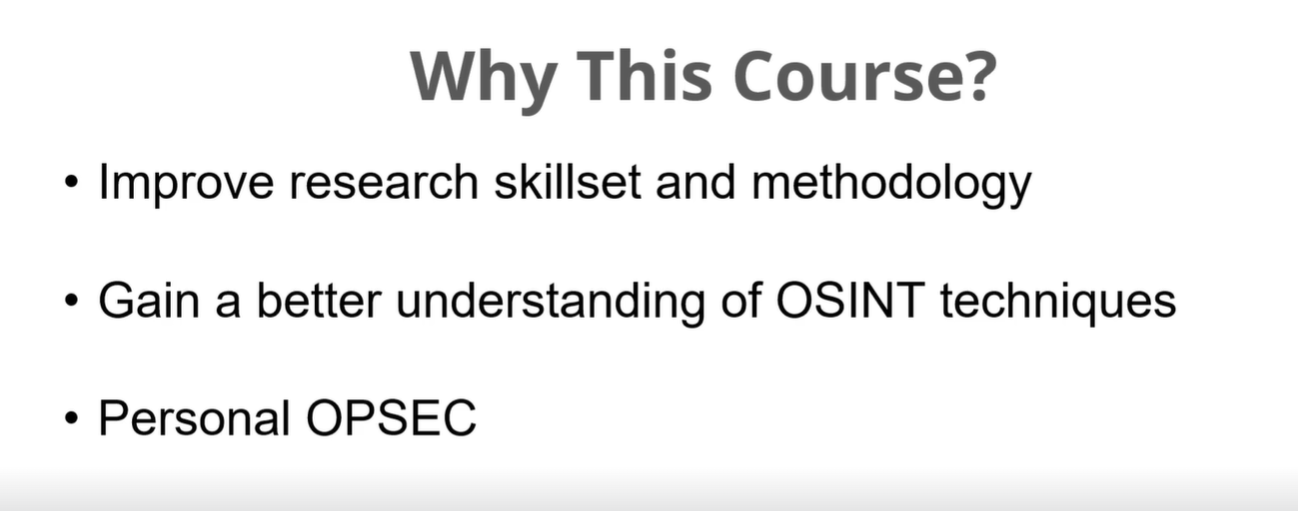 Why This Course?
• Improve research skillset and methodology
• Gain a better understanding of OSINT techniques
• Personal OPSEC